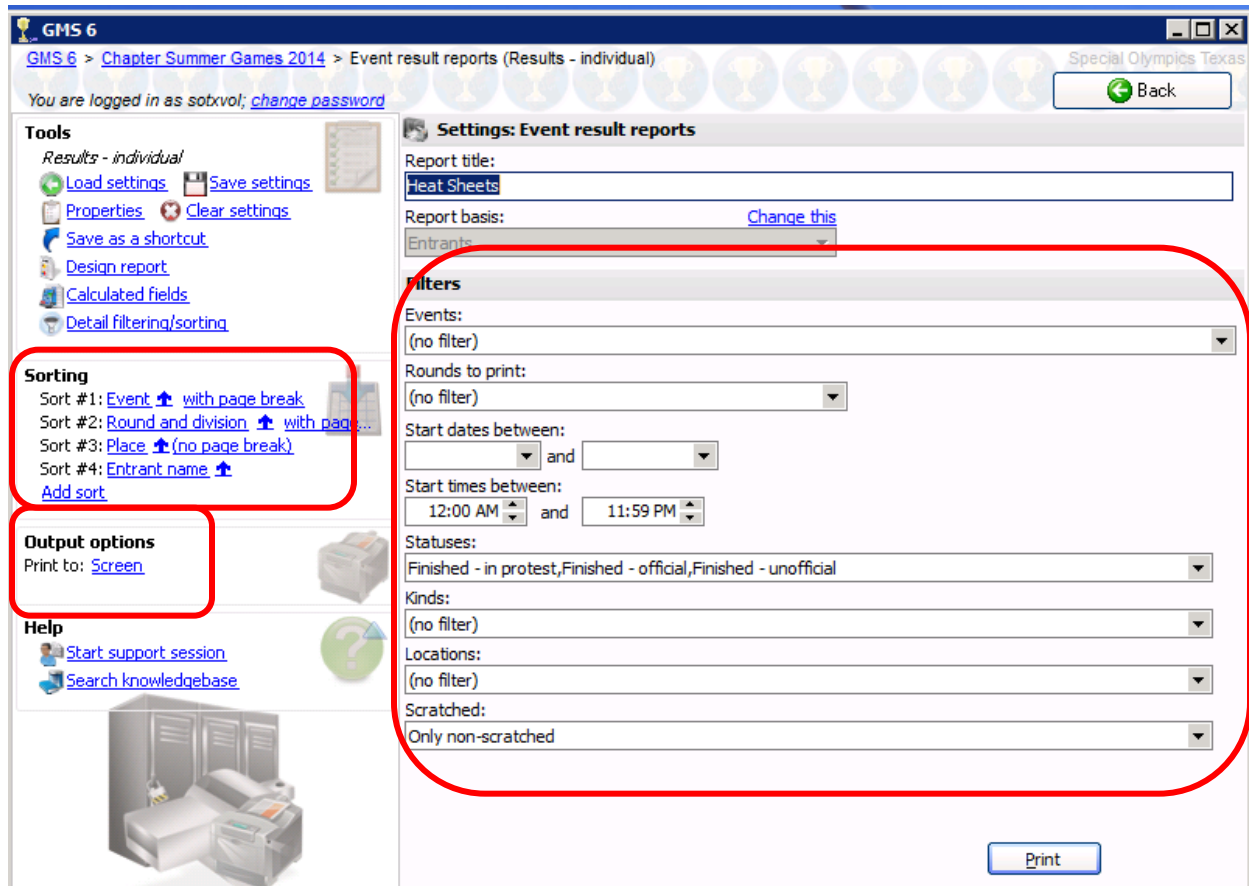 GMS 6
GMS 6 > Chapter Summer Games 2014 > Event result reports (Results - individual)
Special Olympics Texas
You are logged in as sotxvol; change password
Back
Tools
Results - individual
Load settings Save settings
Properties Clear settings
Save as a shortcut
Design report
Calculated fields
Detail filtering/sorting
Sorting
Sort #1: Event with page break
Sort #2: Round and division with page...
Sort #3: Place (no page break)
Sort #4: Entrant name
Add sort
Output options
Print to: Screen
Help
Start support session
Search knowledgebase
Settings: Event result reports
Report title:
Heat Sheets
Report basis: Change this
Entrants
Filters
Events:
(no filter)
Rounds to print:
(no filter)
Start dates between:
and
Start times between:
12:00 AM and 11:59 PM
Statuses:
Finished - in protest,Finished - official,Finished - unofficial
Kinds:
(no filter)
Locations:
(no filter)
Scratched:
Only non-scratched
Print